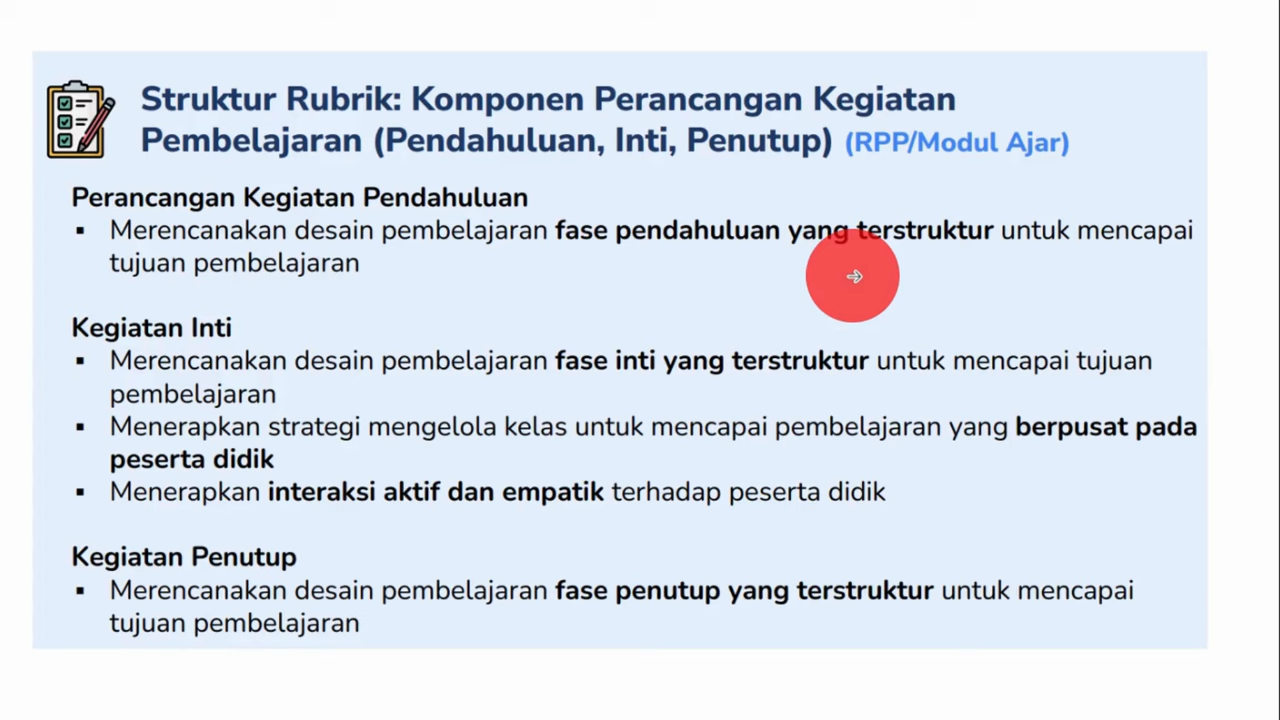 Struktur Rubrik: Komponen Perancangan Kegiatan
Pembelajaran (Pendahuluan, Inti, Penutup) (RPP/Modul Ajar)
Perancangan Kegiatan Pendahuluan
▪ Merencanakan desain pembelajaran fase pendahuluan yang terstruktur untuk mencapai
tujuan pembelajaran
Kegiatan Inti
▪ Merencanakan desain pembelajaran fase inti yang terstruktur untuk mencapai tujuan
pembelajaran
▪ Menerapkan strategi mengelola kelas untuk mencapai pembelajaran yang berpusat pada
peserta didik
▪ Menerapkan interaksi aktif dan empatik terhadap peserta didik
Kegiatan Penutup
▪ Merencanakan desain pembelajaran fase penutup yang terstruktur untuk mencapai
tujuan pembelajaran